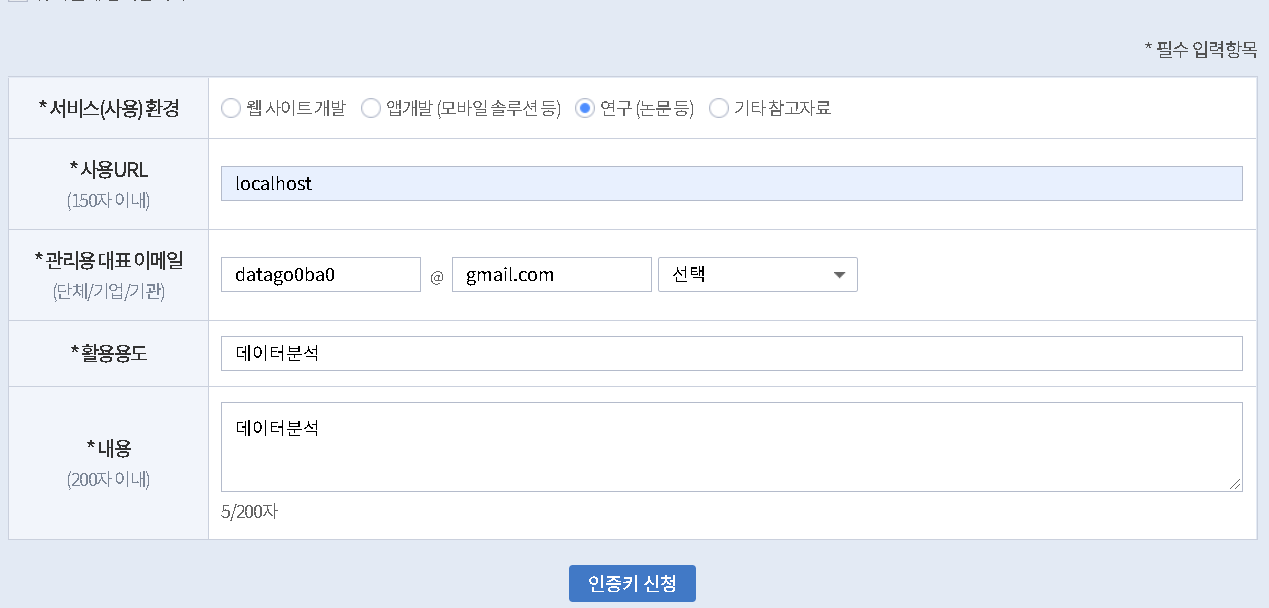 * 필수 입력항목
* 서비스(사용) 환경
웹 사이트 개발 앱개발 (모바일 솔루션 등) 연구 (논문 등) 기타 참고자료
* 사용URL
(150자 이내)
localhost
* 관리용 대표 이메일
(단체/기업/기관)
datago0ba0 @ gmail.com 선택
* 활용용도
데이터분석
* 내용
(200자 이내)
데이터분석
5/200자
인증키 신청